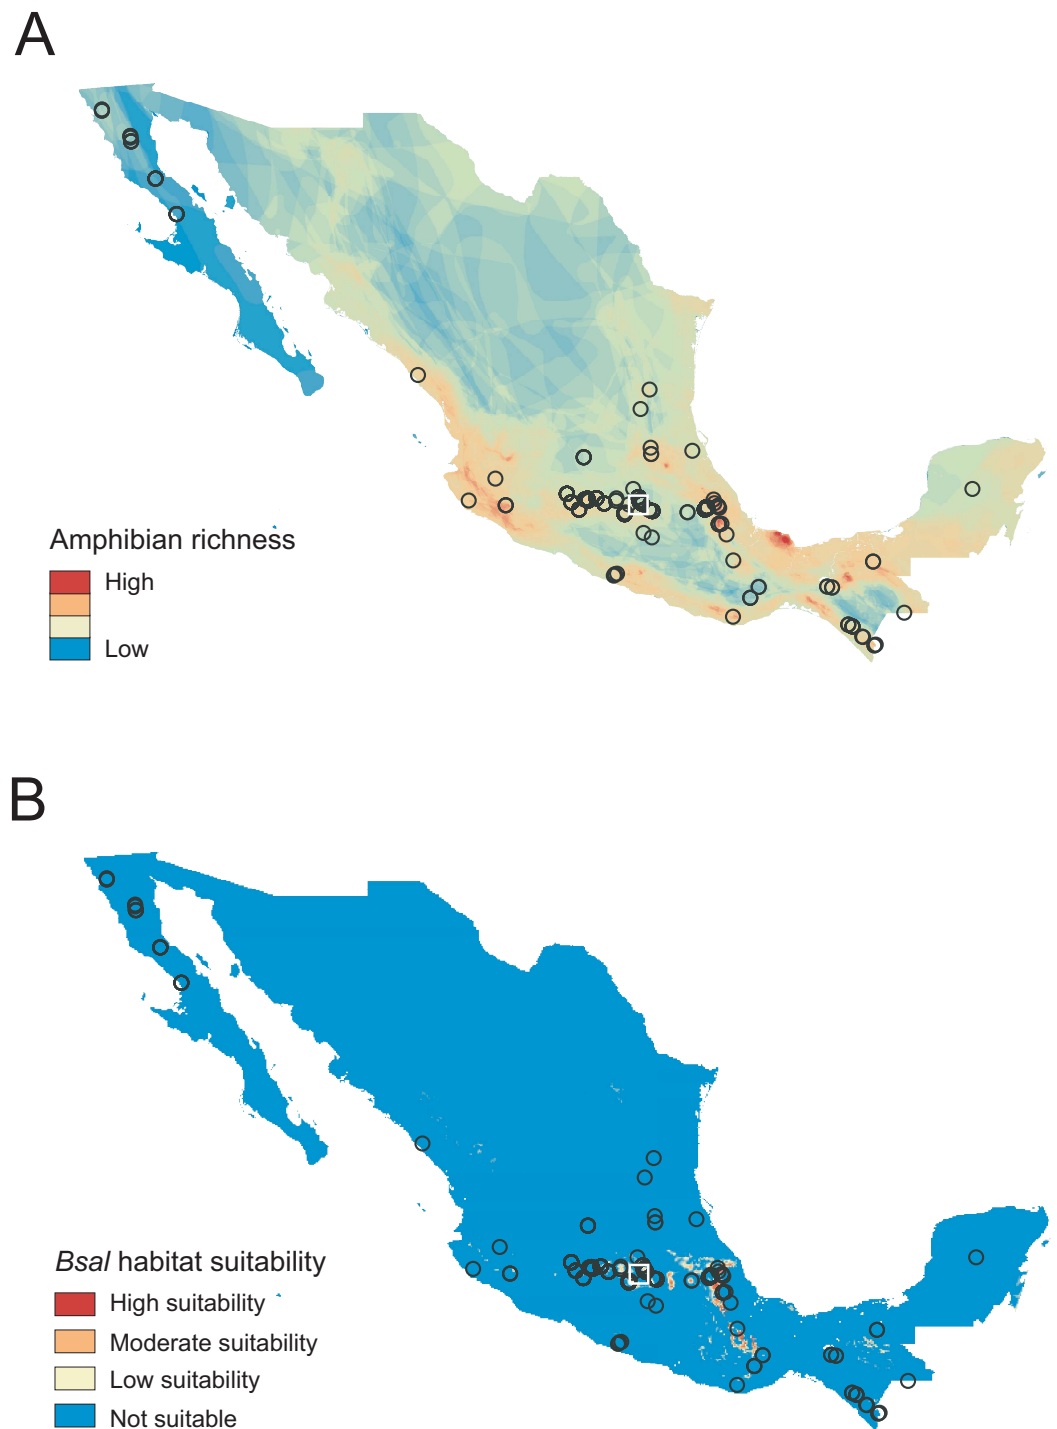 A
Amphibian richness
High
Low
B
Bsal habitat suitability
High suitability
Moderate suitability
Low suitability
Not suitable